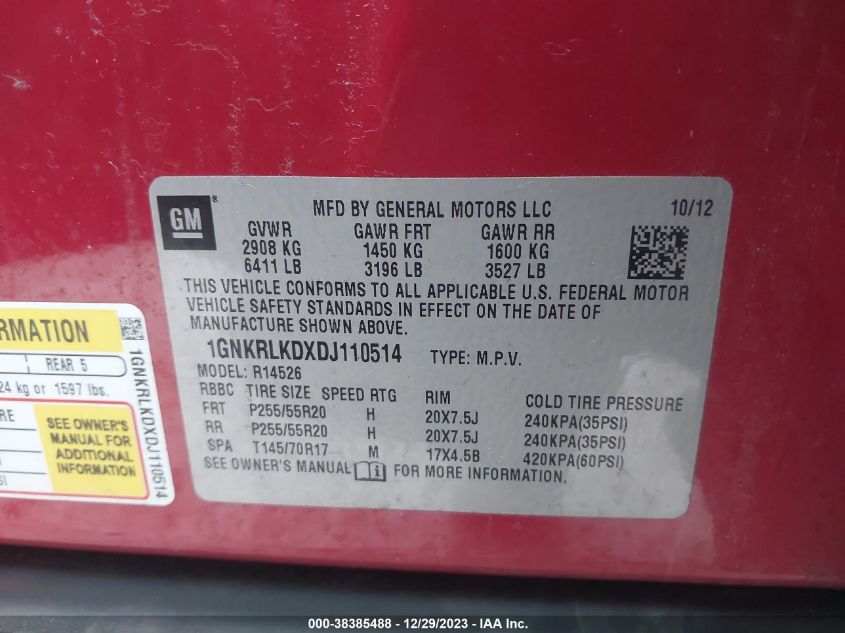 GM
®
MFD BY GENERAL MOTORS LLC 10/12
GVWR GAWR FRT GAWR RR
2908 KG 1450 KG 1600 KG
6411 LB 3196 LB 3527 LB
THIS VEHICLE CONFORMS TO ALL APPLICABLE U.S. FEDERAL MOTOR
VEHICLE SAFETY STANDARDS IN EFFECT ON THE DATE OF
MANUFACTURE SHOWN ABOVE.
1GNKRLKDXDJ110514 TYPE: M.P.V.
MODEL: R14526
RBBC TIRE SIZE SPEED RTG RIM COLD TIRE PRESSURE
FRT P255/55R20 H 20X7.5J 240KPA(35PSI)
RR P255/55R20 H 20X7.5J 240KPA(35PSI)
SPA T145/70R17 M 17X4.5B 420KPA(60PSI)
SEE OWNER'S MANUAL FOR MORE INFORMATION.
REAR 5
kg or 1597 lbs.
SEE OWNER'S
MANUAL FOR
ADDITIONAL
INFORMATION
1GNKRLKDXDJ110514
000-38385488 - 12/29/2023 - IAA Inc.